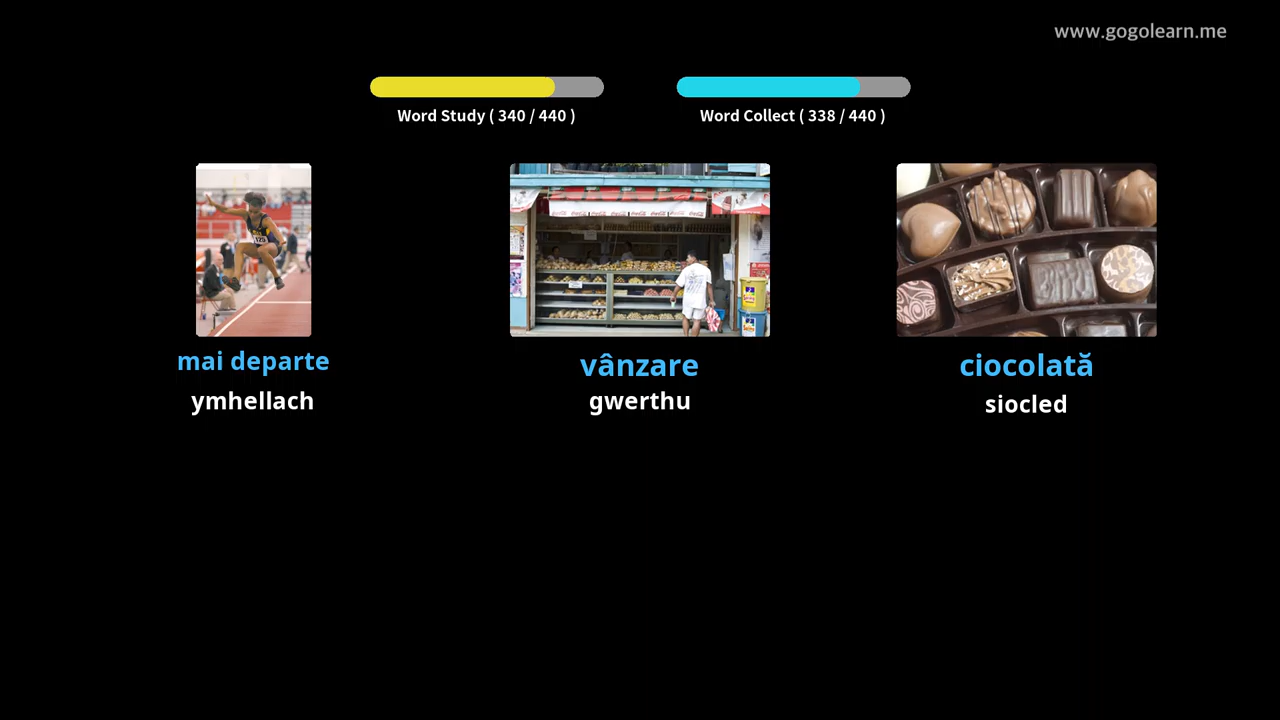 www.gogolearn.me
Word Study ( 340 / 440 )
Word Collect ( 338 / 440 )
mai departe
vânzare
ciocolată
ymhellach
gwerthu
siocled